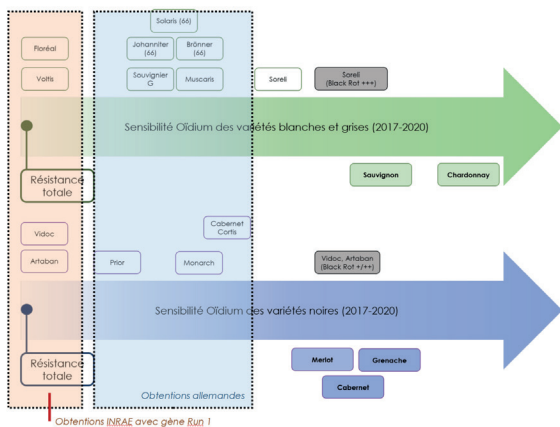 Solaris (66)
Floréal
Johanniter
(66)
Brönner
(66)
Voltis
Souvignier
G
Muscaris
Soreli
Soreli
(Black Rot +++)
Sensibilité Oïdium des variétés blanches et grises (2017-2020)
Résistance
totale
Sauvignon
Chardonnay
Vidoc
Cabernet
Cortis
Artaban
Prior
Monarch
Vidoc, Artaban
(Black Rot +/++)
Sensibilité Oïdium des variétés noires (2017-2020)
Résistance
totale
Merlot
Grenache
Cabernet
Obtentions allemandes
Obtentions INRAE avec gène Run 1